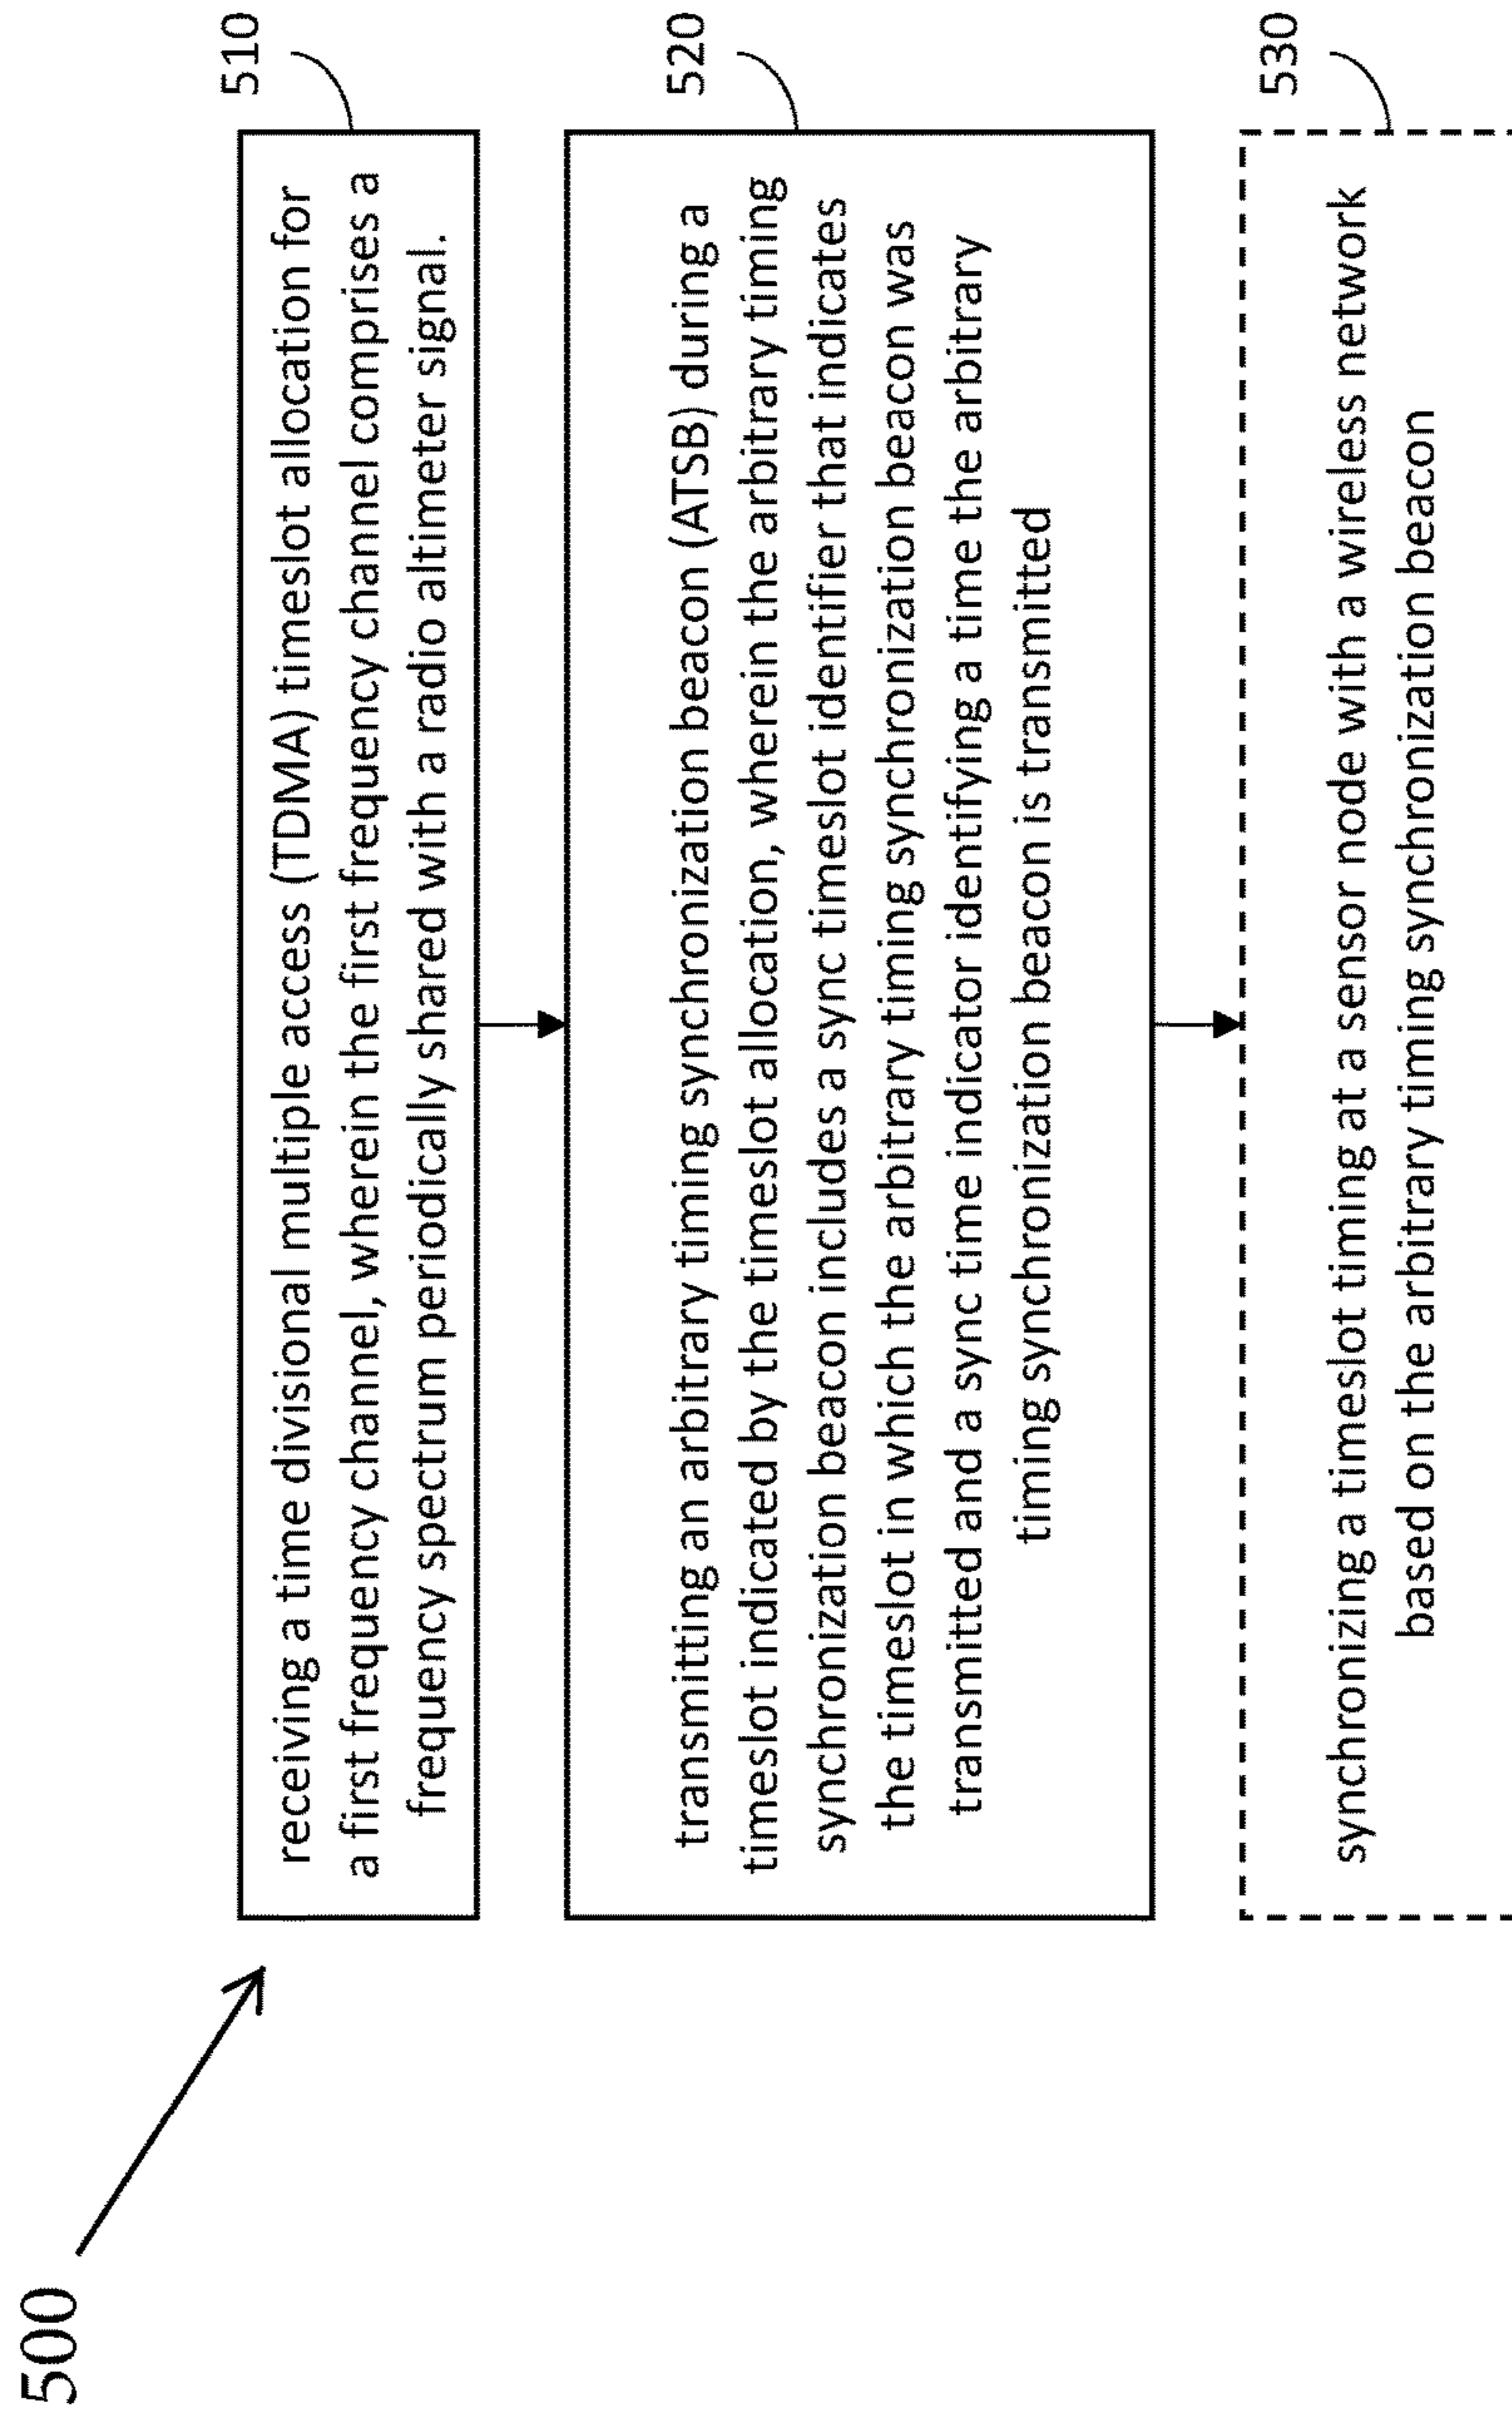 500
510
receiving a time divisional multiple access (TDMA) timeslot allocation for
a first frequency channel, wherein the first frequency channel comprises a
frequency spectrum periodically shared with a radio altimeter signal.
520
transmitting an arbitrary timing synchronization beacon (ATSB) during a
timeslot indicated by the timeslot allocation, wherein the arbitrary timing
synchronization beacon includes a sync timeslot identifier that indicates
the timeslot in which the arbitrary timing synchronization beacon was
transmitted and a sync time indicator identifying a time the arbitrary
timing synchronization beacon is transmitted
530
synchronizing a timeslot timing at a sensor node with a wireless network
based on the arbitrary timing synchronization beacon